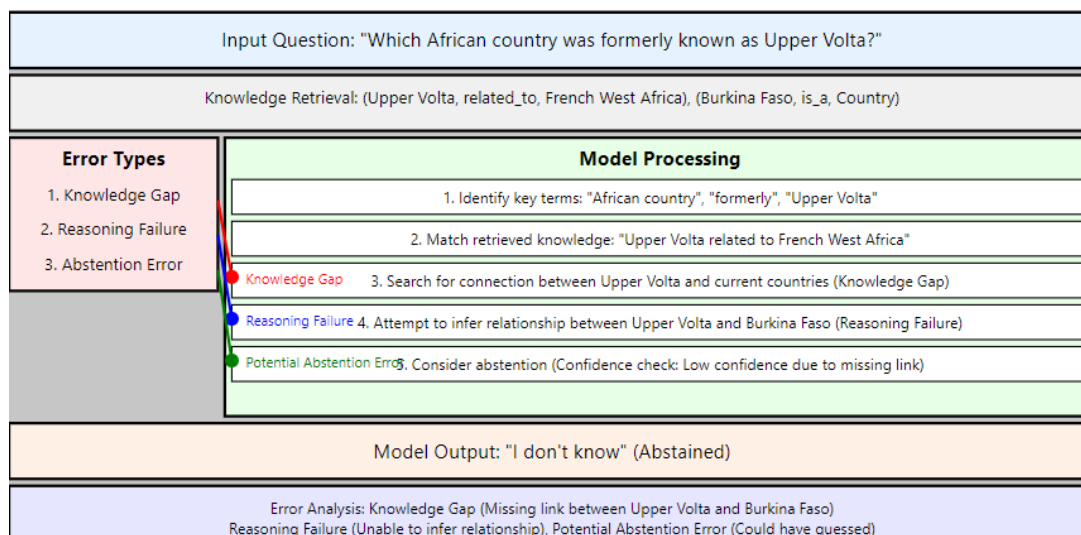 Input Question: "Which African country was formerly known as Upper Volta?"
Knowledge Retrieval: (Upper Volta, related_to, French West Africa), (Burkina Faso, is_a, Country)
Error Types
1. Knowledge Gap
2. Reasoning Failure
3. Abstention Error
Model Processing
1. Identify key terms: "African country", "formerly", "Upper Volta"
2. Match retrieved knowledge: "Upper Volta related to French West Africa"
Knowledge Gap 3. Search for connection between Upper Volta and current countries (Knowledge Gap)
Reasoning Failure 4. Attempt to infer relationship between Upper Volta and Burkina Faso (Reasoning Failure)
Potential Abstention Error 5. Consider abstention (Confidence check: Low confidence due to missing link)
Model Output: "I don't know" (Abstained)
Error Analysis: Knowledge Gap (Missing link between Upper Volta and Burkina Faso)
Reasoning Failure (Unable to infer relationship), Potential Abstention Error (Could have guessed)